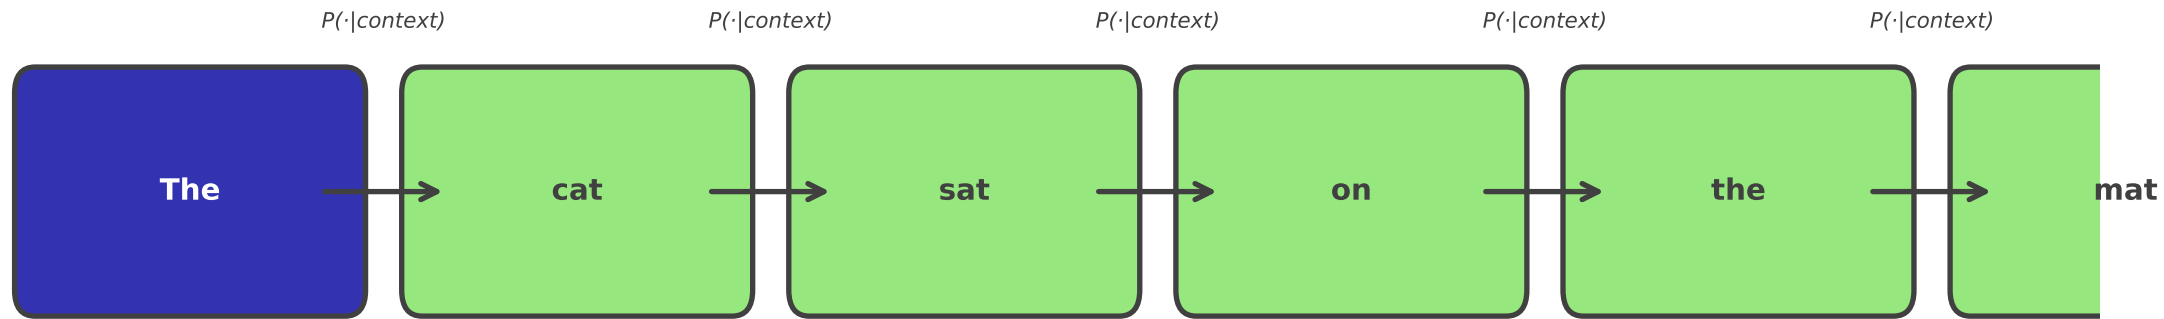 P(·|context) P(·|context) P(·|context) P(·|context) P(·|context)
The cat sat on the mat